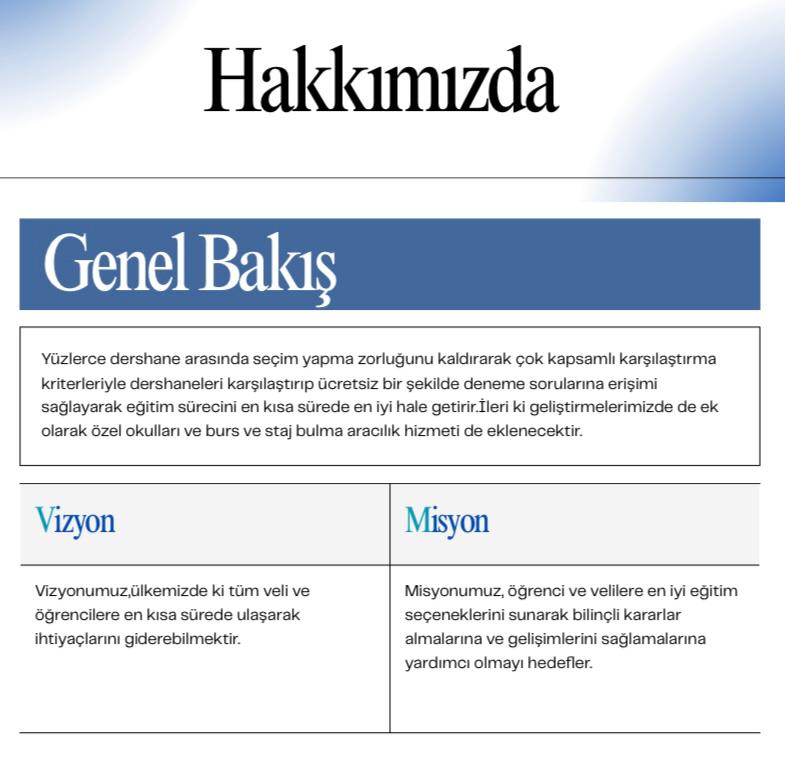 Hakkımızda
Genel Bakış
Yüzlerce dershane arasında seçim yapma zorluğunu kaldırarak çok kapsamlı karşılaştırma
kriterleriyle dershaneleri karşılaştırıp ücretsiz bir şekilde deneme sorularına erişimi
sağlayarak eğitim sürecini en kısa sürede en iyi hale getirir.İleri ki geliştirmelerimizde de ek
olarak özel okulları ve burs ve staj bulma aracılık hizmeti de eklenecektir.
Vizyon
Vizyonumuz,ülkemizde ki tüm veli ve
öğrencilere en kısa sürede ulaşarak
ihtiyaçlarını giderebilmektir.
Misyon
Misyonumuz, öğrenci ve velilere en iyi eğitim
seçeneklerini sunarak bilinçli kararlar
almalarına ve gelişimlerini sağlamalarına
yardımcı olmayı hedefler.